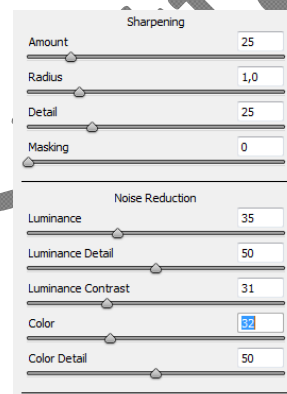 Sharpening
Amount 25
Radius 1,0
Detail 25
Masking 0
Noise Reduction
Luminance 35
Luminance Detail 50
Luminance Contrast 31
Color 32
Color Detail 50